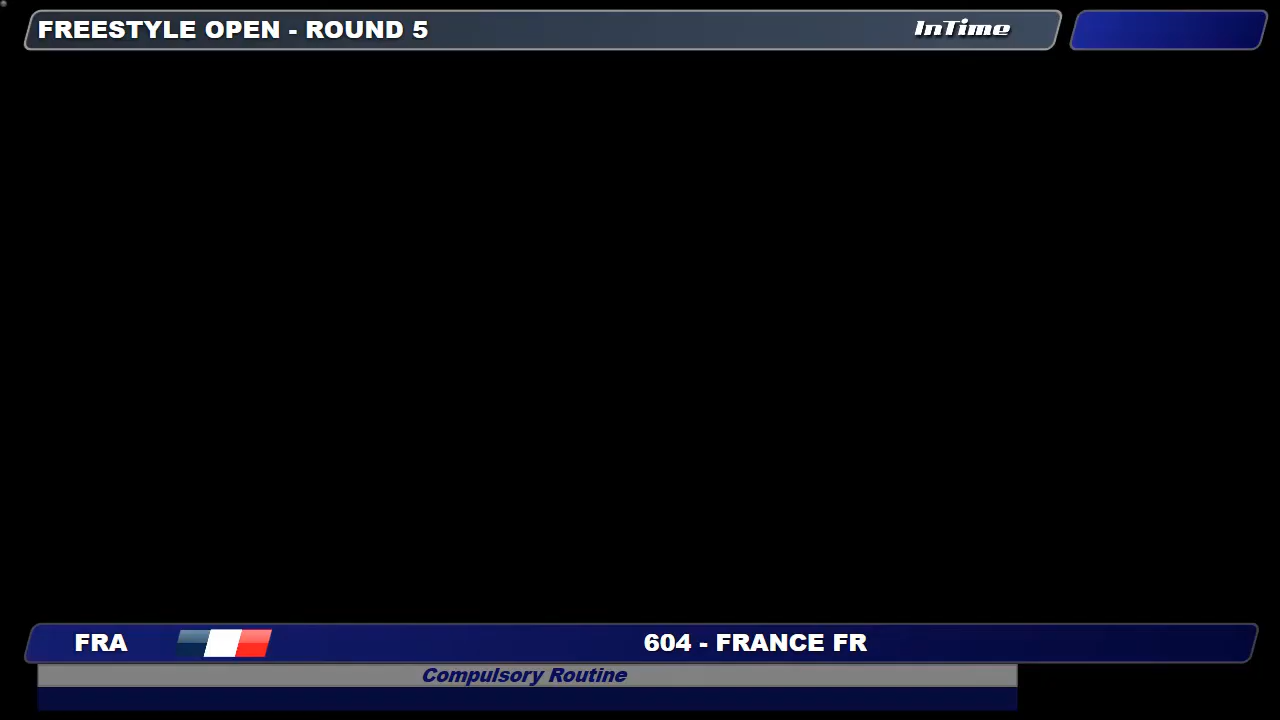 FREESTYLE OPEN - ROUND 5
InTime
FRA
604 - FRANCE FR
Compulsory Routine